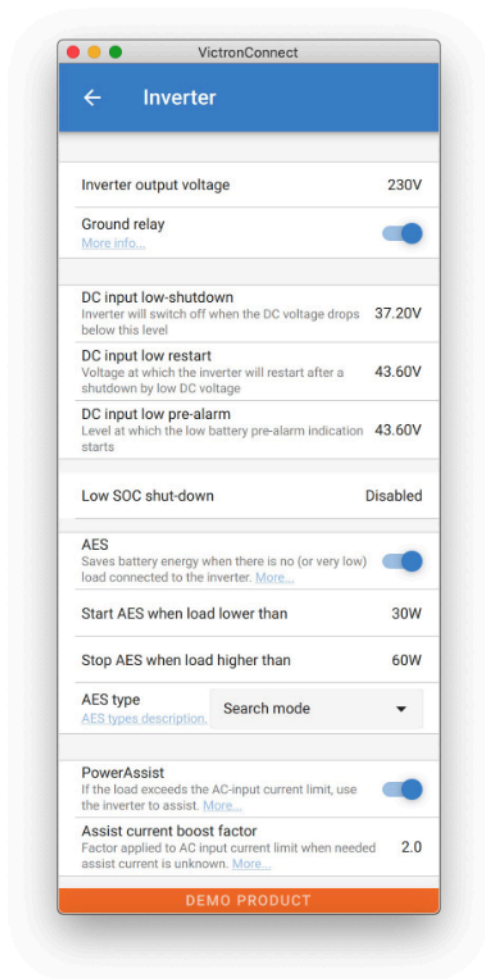 VictronConnect
Inverter
Inverter output voltage 230V
Ground relay
More info...
DC input low-shutdown
Inverter will switch off when the DC voltage drops 37.20V
below this level
DC input low restart
Voltage at which the inverter will restart after a 43.60V
shutdown by low DC voltage
DC input low pre-alarm
Level at which the low battery pre-alarm indication 43.60V
starts
Low SOC shut-down Disabled
AES
Saves battery energy when there is no (or very low)
load connected to the inverter. More...
Start AES when load lower than 30W
Stop AES when load higher than 60W
AES type
Search mode
AES types description.
PowerAssist
If the load exceeds the AC-input current limit, use
the inverter to assist. More...
Assist current boost factor
Factor applied to AC input current limit when needed 2.0
assist current is unknown. More...
DEMO PRODUCT